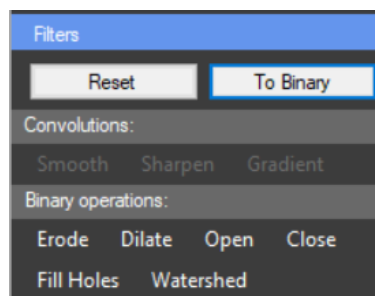 Filters
Reset To Binary
Convolutions:
Smooth Sharpen Gradient
Binary operations:
Erode Dilate Open Close
Fill Holes Watershed